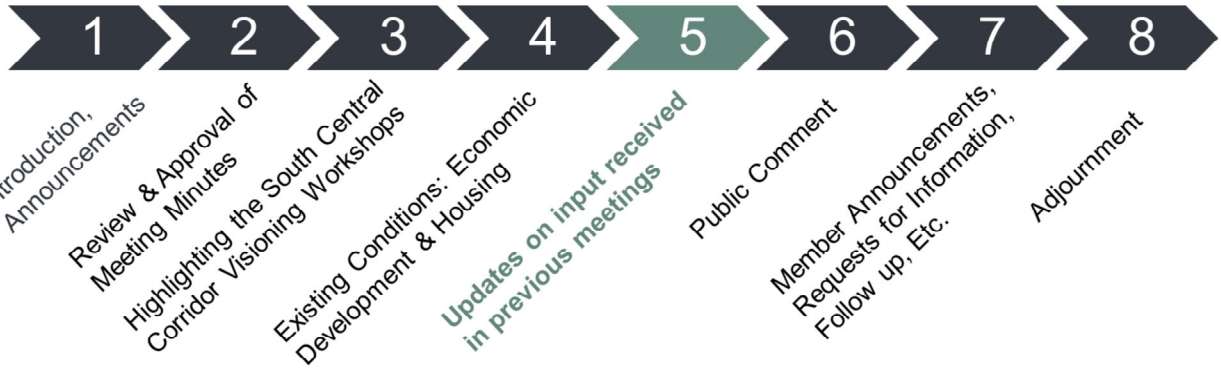 1
2
3
4
5
6
7
8
ntroduction,
Announcements
Review & Approval of
Meeting Minutes
Highlighting the South Central
Corridor Visioning Workshops
Existing Conditions: Economic
Development & Housing
Updates on input received
in previous meetings
Public Comment
Member Announcements,
Requests for Information,
Follow up, Etc.
Adjournment